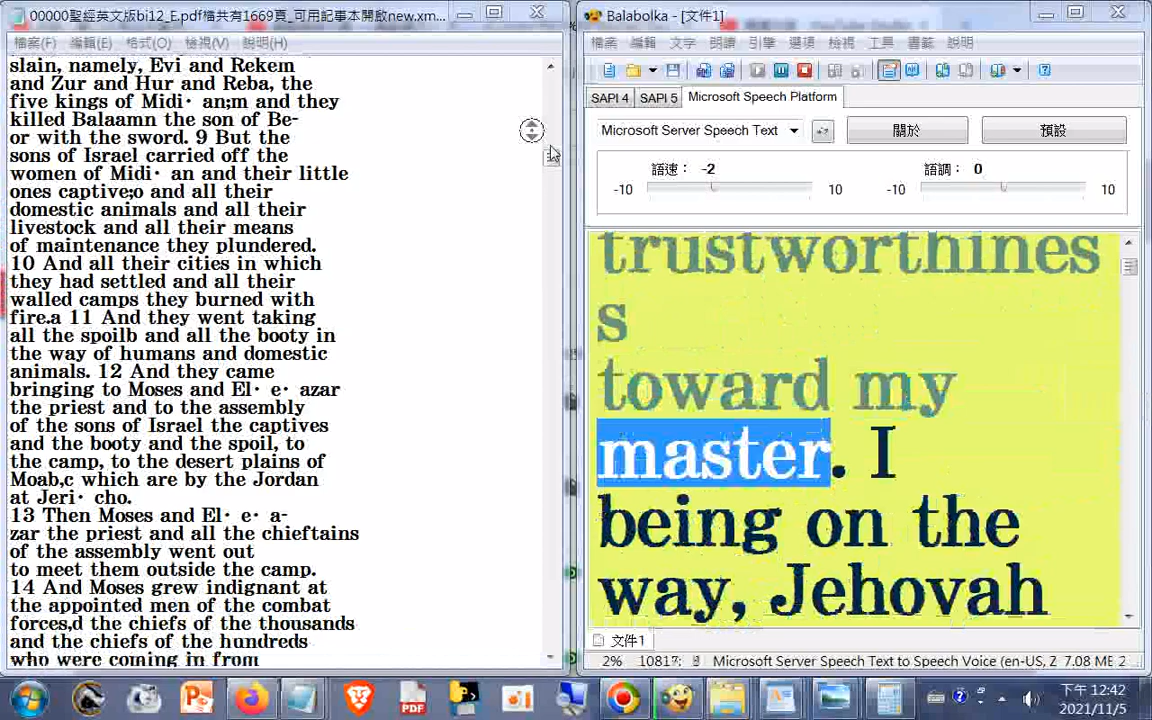 00000聖經英文版bi12_E.pdf檔共有1669頁_可用記事本開啟new.xm...
檔案(F) 編輯(E) 格式(O) 檢視(V) 說明(H)
slain, namely, Evi and Rekem
and Zur and Hur and Reba, the
five kings of Midi· an;m and they
killed Balaamn the son of Be-
or with the sword. 9 But the
sons of Israel carried off the
women of Midi· an and their little
ones captive;o and all their
domestic animals and all their
livestock and all their means
of maintenance they plundered.
10 And all their cities in which
they had settled and all their
walled camps they burned with
fire.a 11 And they went taking
all the spoilb and all the booty in
the way of humans and domestic
animals. 12 And they came
bringing to Moses and El· e· azar
the priest and to the assembly
of the sons of Israel the captives
and the booty and the spoil, to
the camp, to the desert plains of
Moab,c which are by the Jordan
at Jeri· cho.
13 Then Moses and El· e· a-
zar the priest and all the chieftains
of the assembly went out
to meet them outside the camp.
14 And Moses grew indignant at
the appointed men of the combat
forces,d the chiefs of the thousands
and the chiefs of the hundreds
who were coming in from
Balabolka - [文件1]
檔案 編輯 文字 朗讀 引擎 選項 檢視 工具 書籤 說明
SAPI 4 SAPI 5 Microsoft Speech Platform
Microsoft Server Speech Text 關於 預設
語速: -2 語調: 0
-10 10 -10 10
trustworthines
s
toward my
master. I
being on the
way, Jehovah
文件1
2% 10817: Microsoft Server Speech Text to Speech Voice (en-US, Z 7.08 MB
下午 12:42
2021/11/5